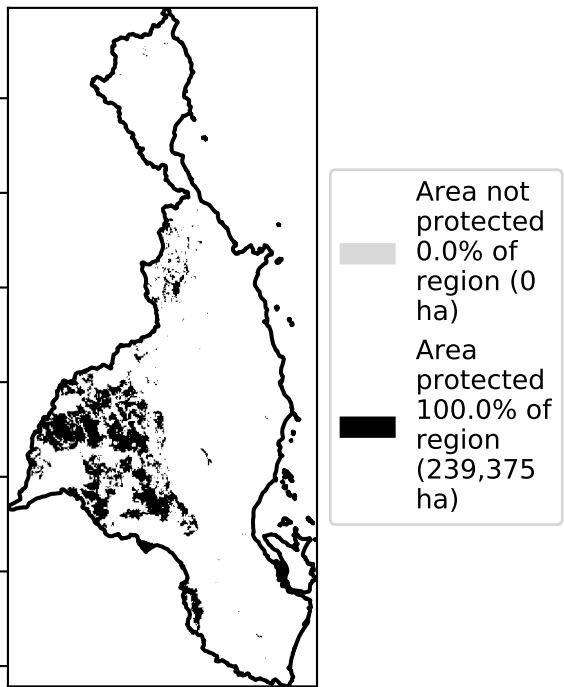 Area not
protected
0.0% of
region (0
ha)
Area
protected
100.0% of
region
(239,375
ha)